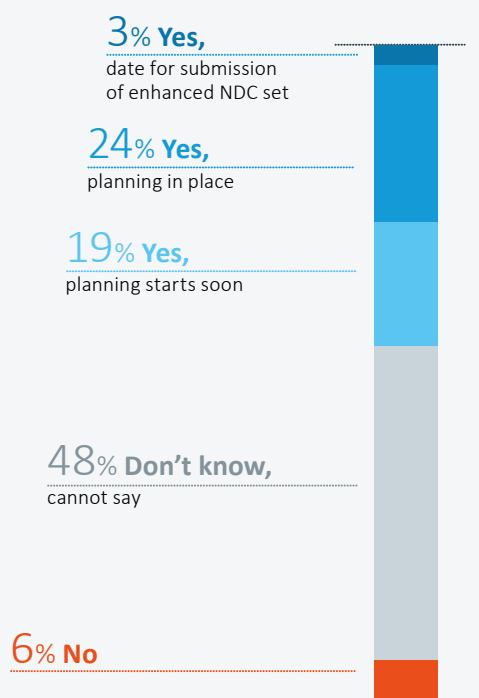 3% Yes,
date for submission
of enhanced NDC set
24% Yes,
planning in place
19% Yes,
planning starts soon
48% Don’t know,
cannot say
6% No